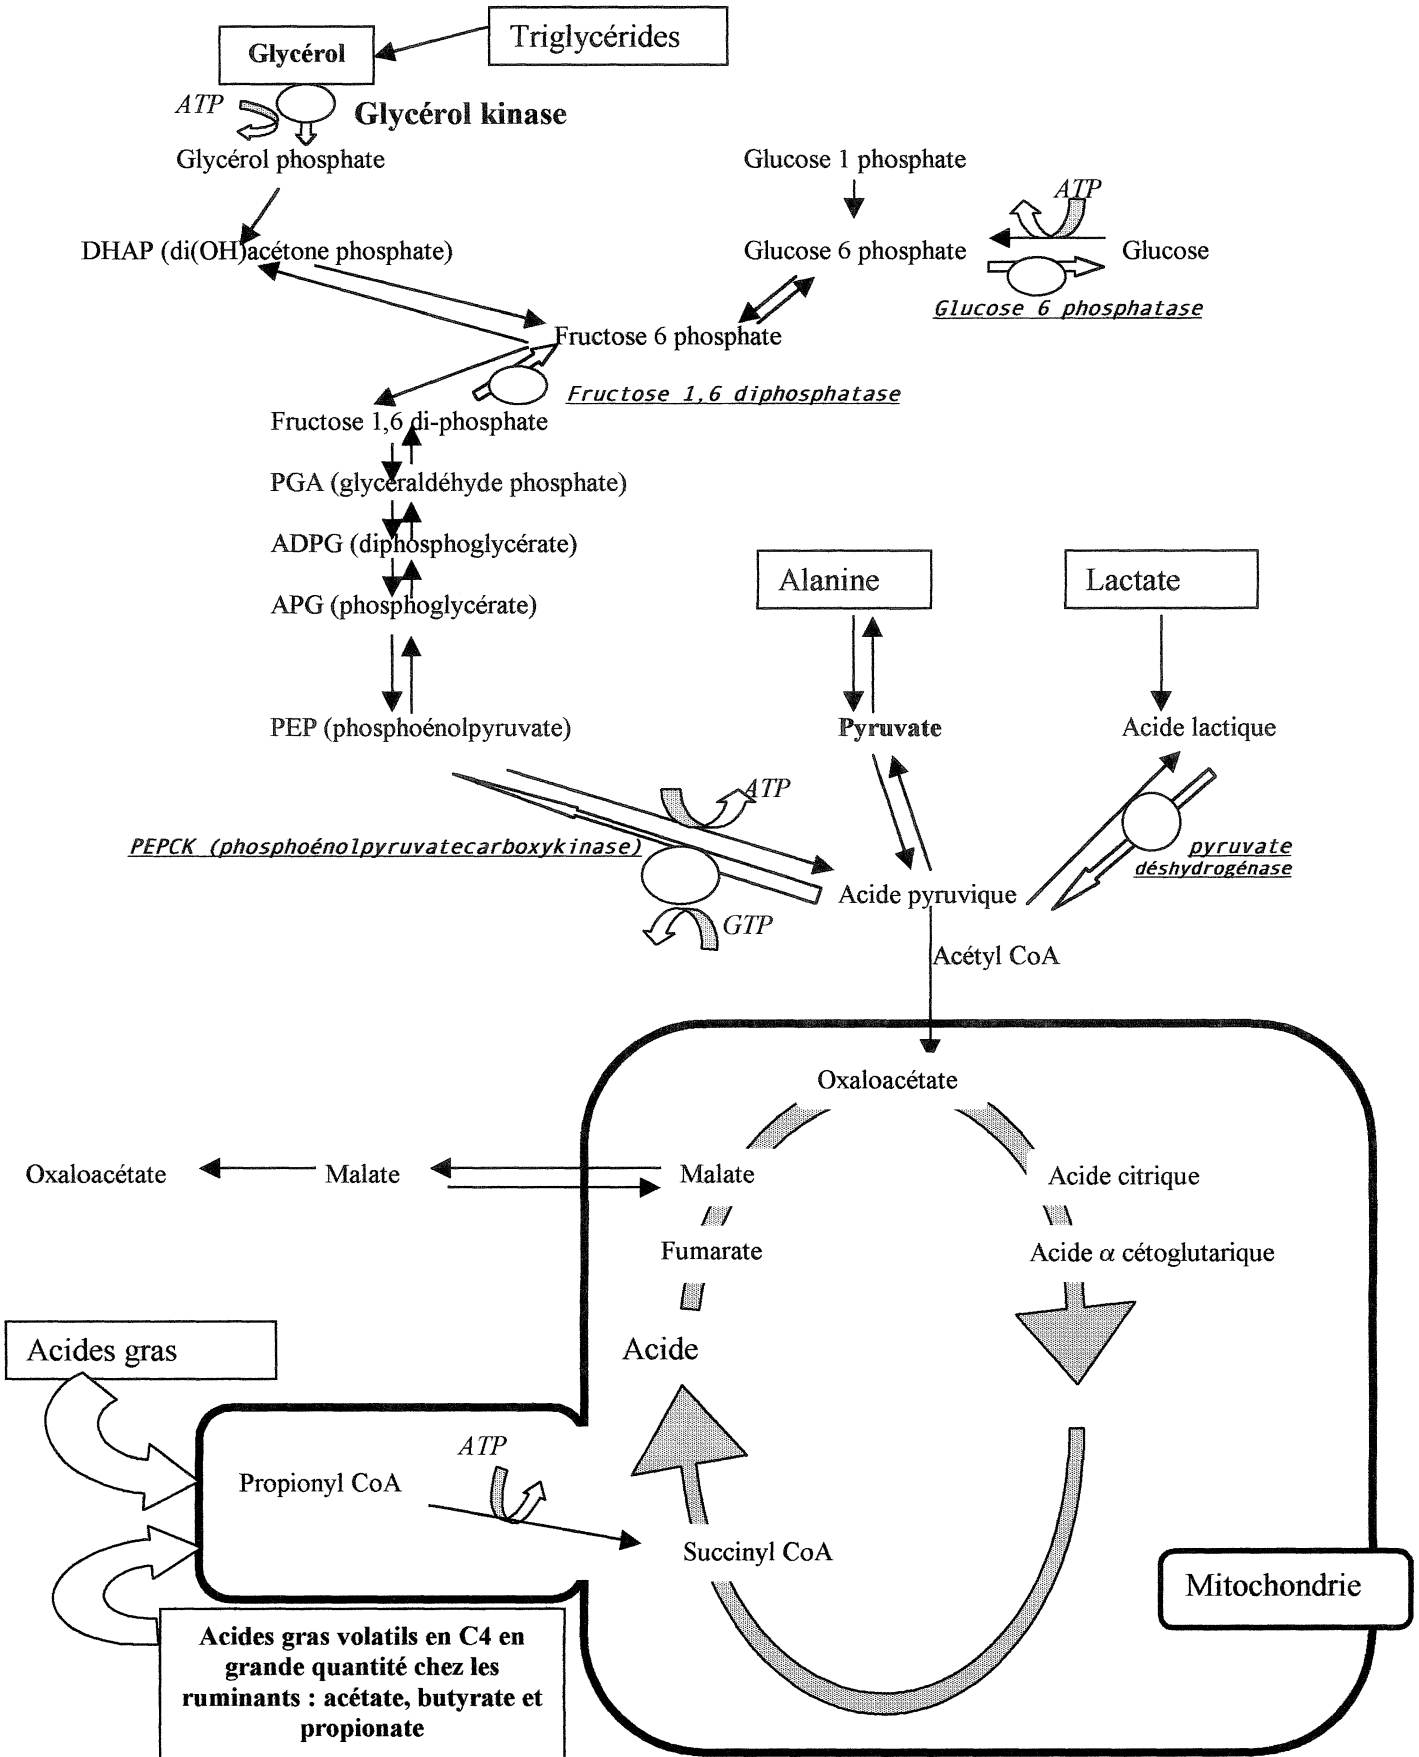 Triglycérides
Glycérol
ATP
Glycérol kinase
Glycérol phosphate
Glucose 1 phosphate
ATP
DHAP (di(OH)acétone phosphate)
Glucose 6 phosphate
Glucose
Glucose 6 phosphatase
Fructose 6 phosphate
Fructose 1,6 diphosphatase
Fructose 1,6 di-phosphate
PGA (glyceraldéhyde phosphate)
ADPG (diphosphoglycérate)
Alanine
Lactate
APG (phosphoglycérate)
PEP (phosphoénolpyruvate)
Pyruvate
Acide lactique
ATP
PEPCK (phosphoénolpyruvatecarboxykinase)
pyruvate
déshydrogénase
Acide pyruvique
GTP
Acétyl CoA
Oxaloacétate
Oxaloacétate
Malate
Malate
Acide citrique
Fumarate
Acide α cétoglutarique
Acides gras
Acide
ATP
Propionyl CoA
Succinyl CoA
Mitochondrie
Acides gras volatils en C4 en
grande quantité chez les
ruminants : acétate, butyrate et
propionate